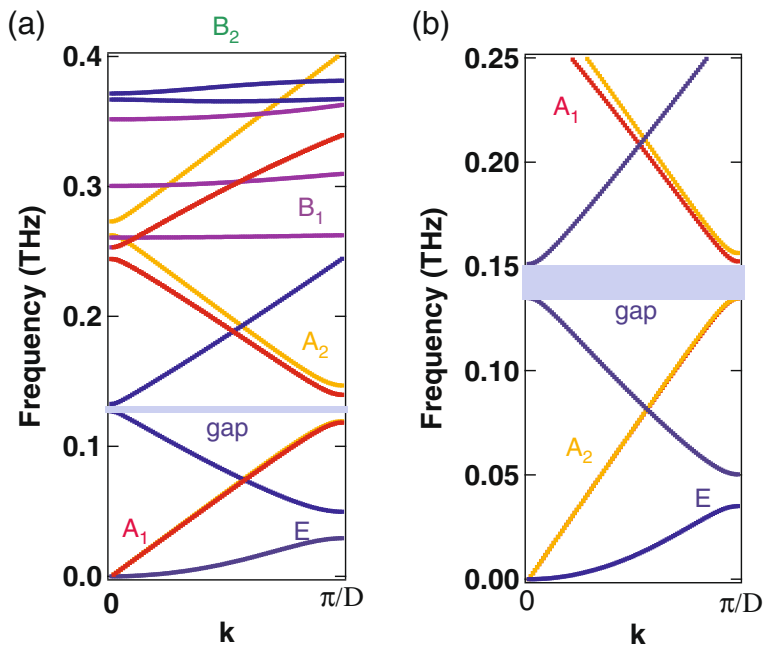 (a)
B2
0.4
0.3
0.2
0.1
0.0
Frequency (THz)
B1
A2
gap
A1
E
0
π/D
k
(b)
0.25
0.20
0.15
0.10
0.05
0.00
Frequency (THz)
A1
gap
A2
E
0
π/D
k